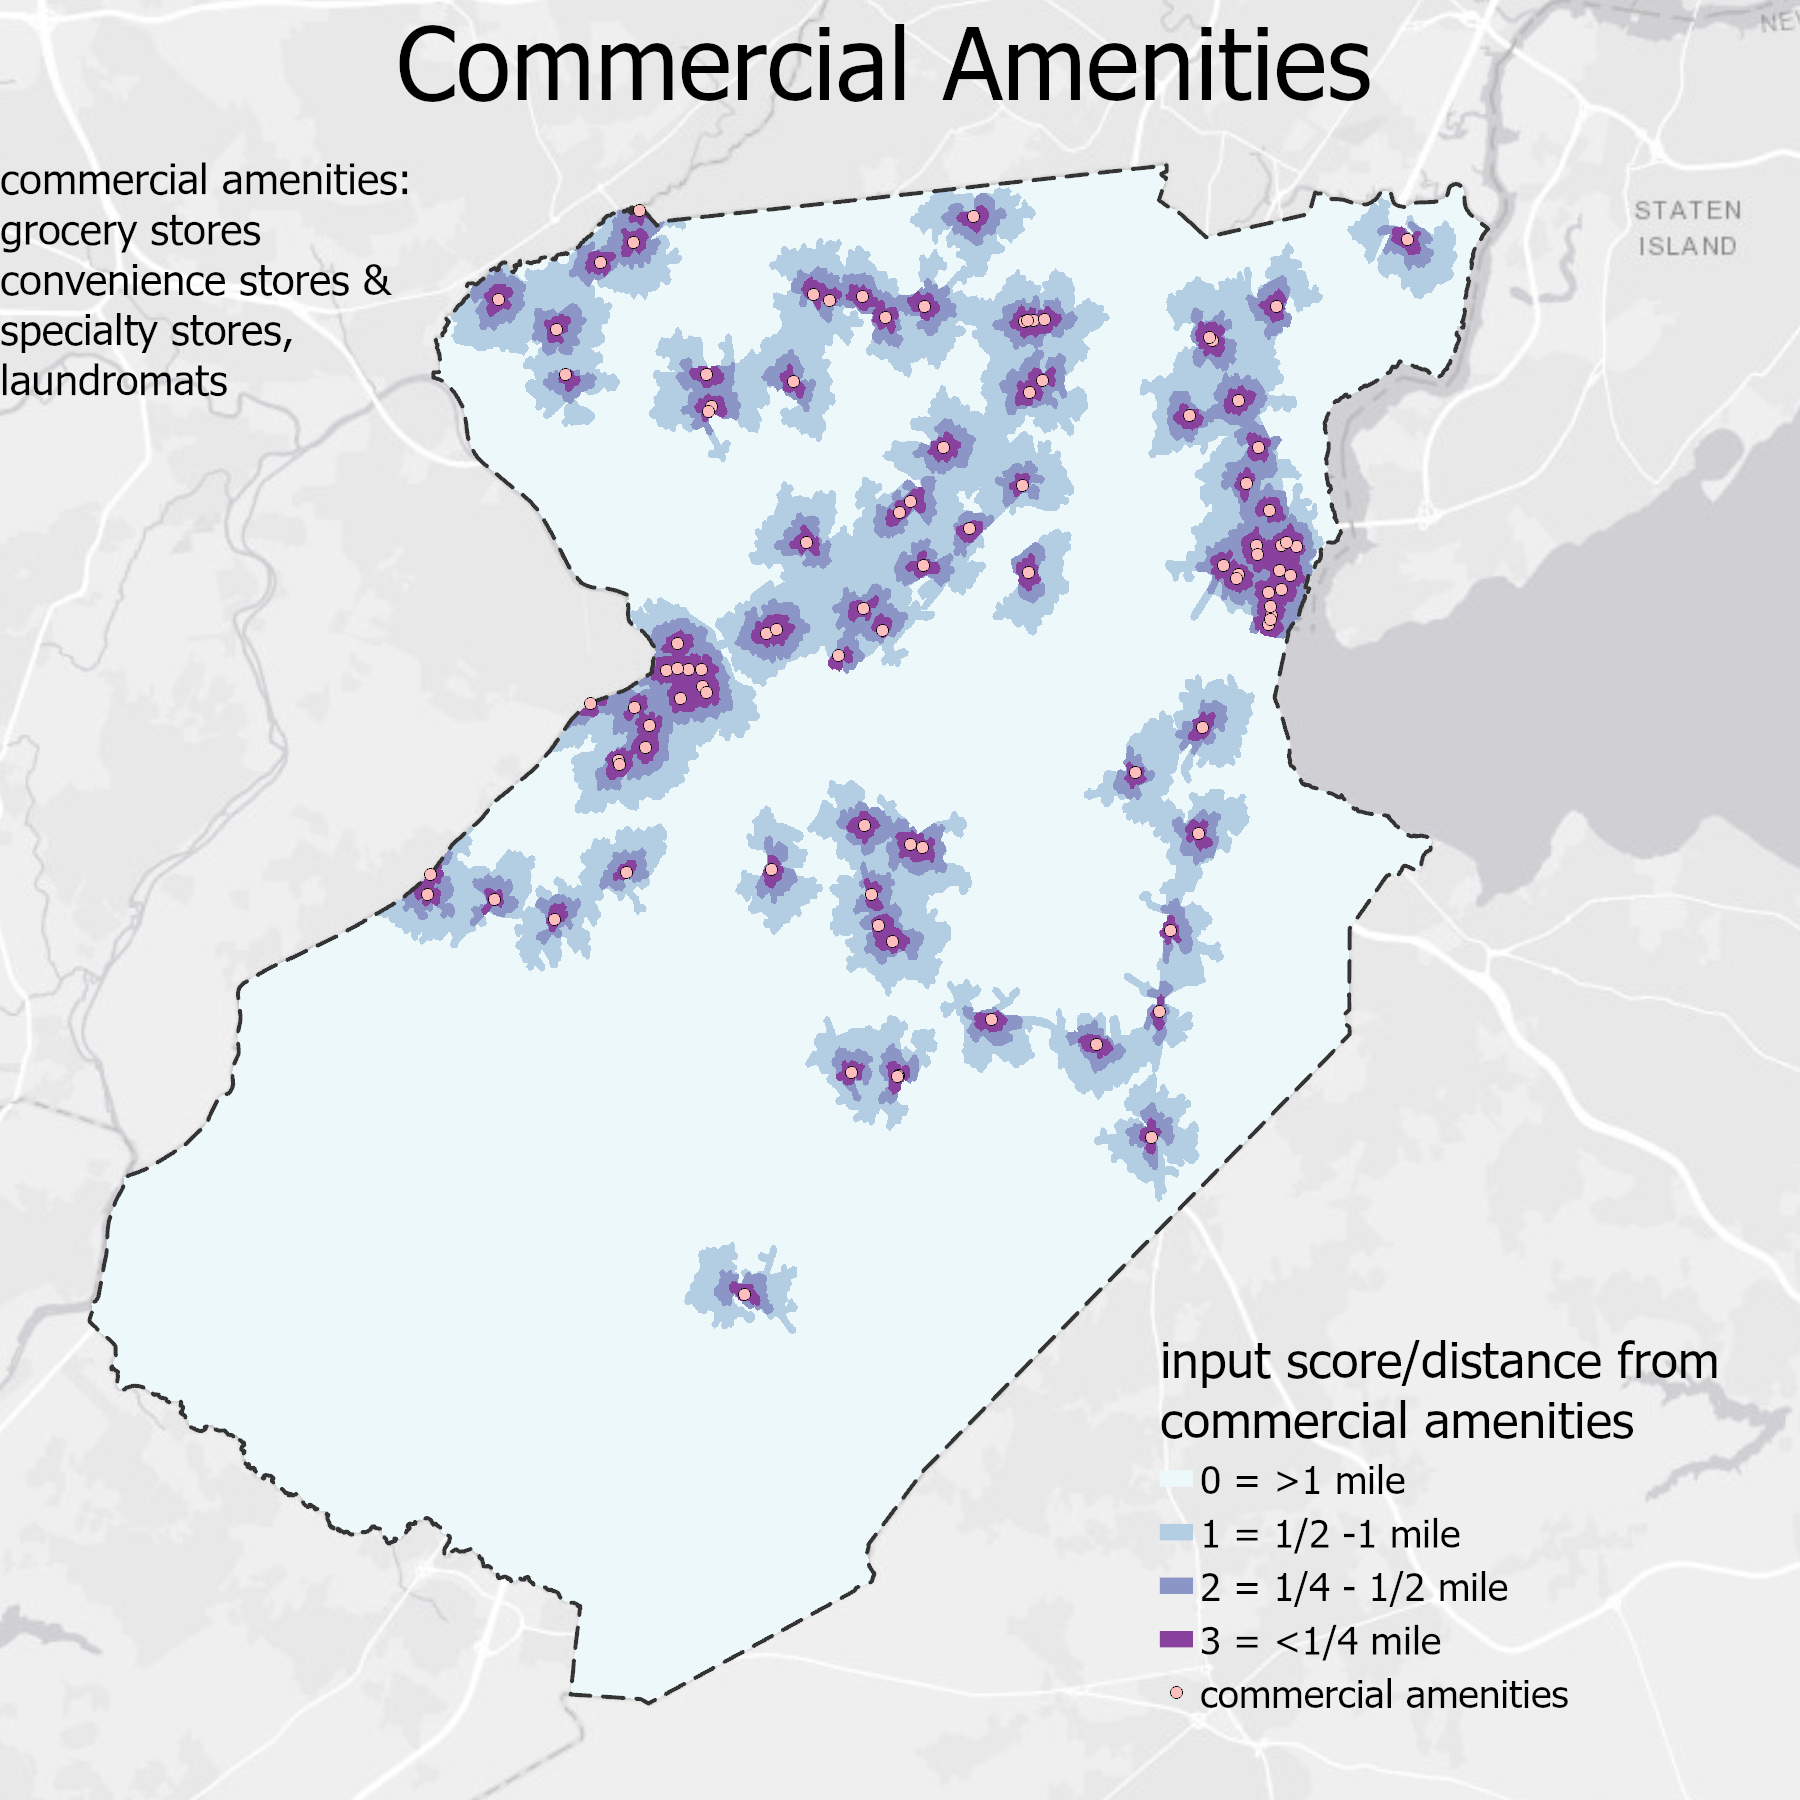 Commercial Amenities
commercial amenities:
grocery stores
convenience stores &
specialty stores,
laundromats
STATEN
ISLAND
input score/distance from
commercial amenities
0 = >1 mile
1 = 1/2 -1 mile
2 = 1/4 - 1/2 mile
3 = <1/4 mile
commercial amenities